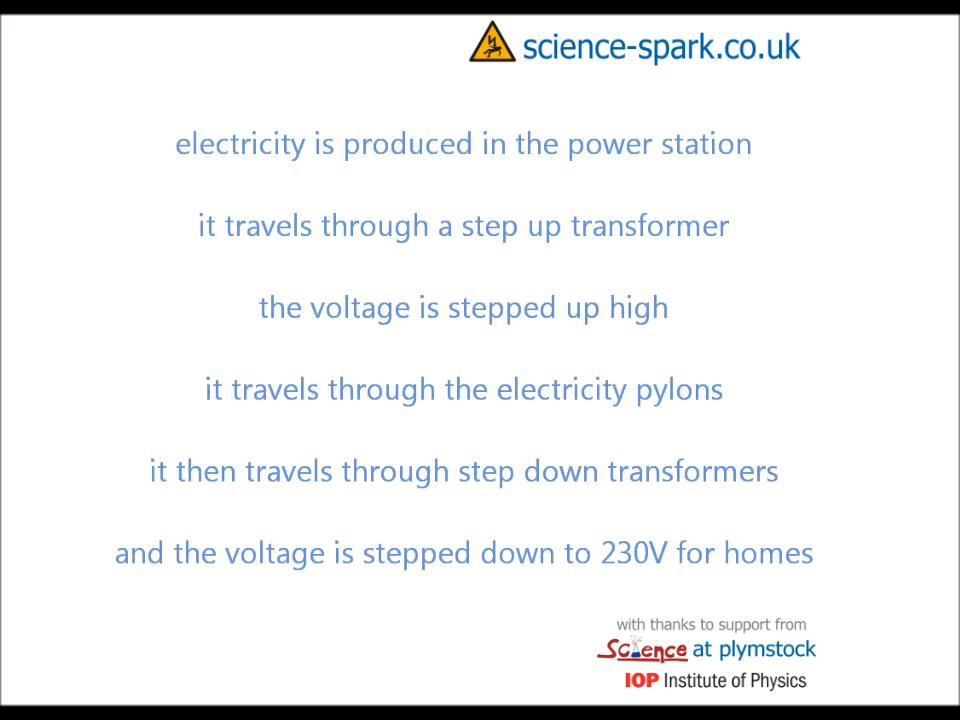 science-spark.co.uk
electricity is produced in the power station
it travels through a step up transformer
the voltage is stepped up high
it travels through the electricity pylons
it then travels through step down transformers
and the voltage is stepped down to 230V for homes
with thanks to support from
Science at plymstock
IOP Institute of Physics